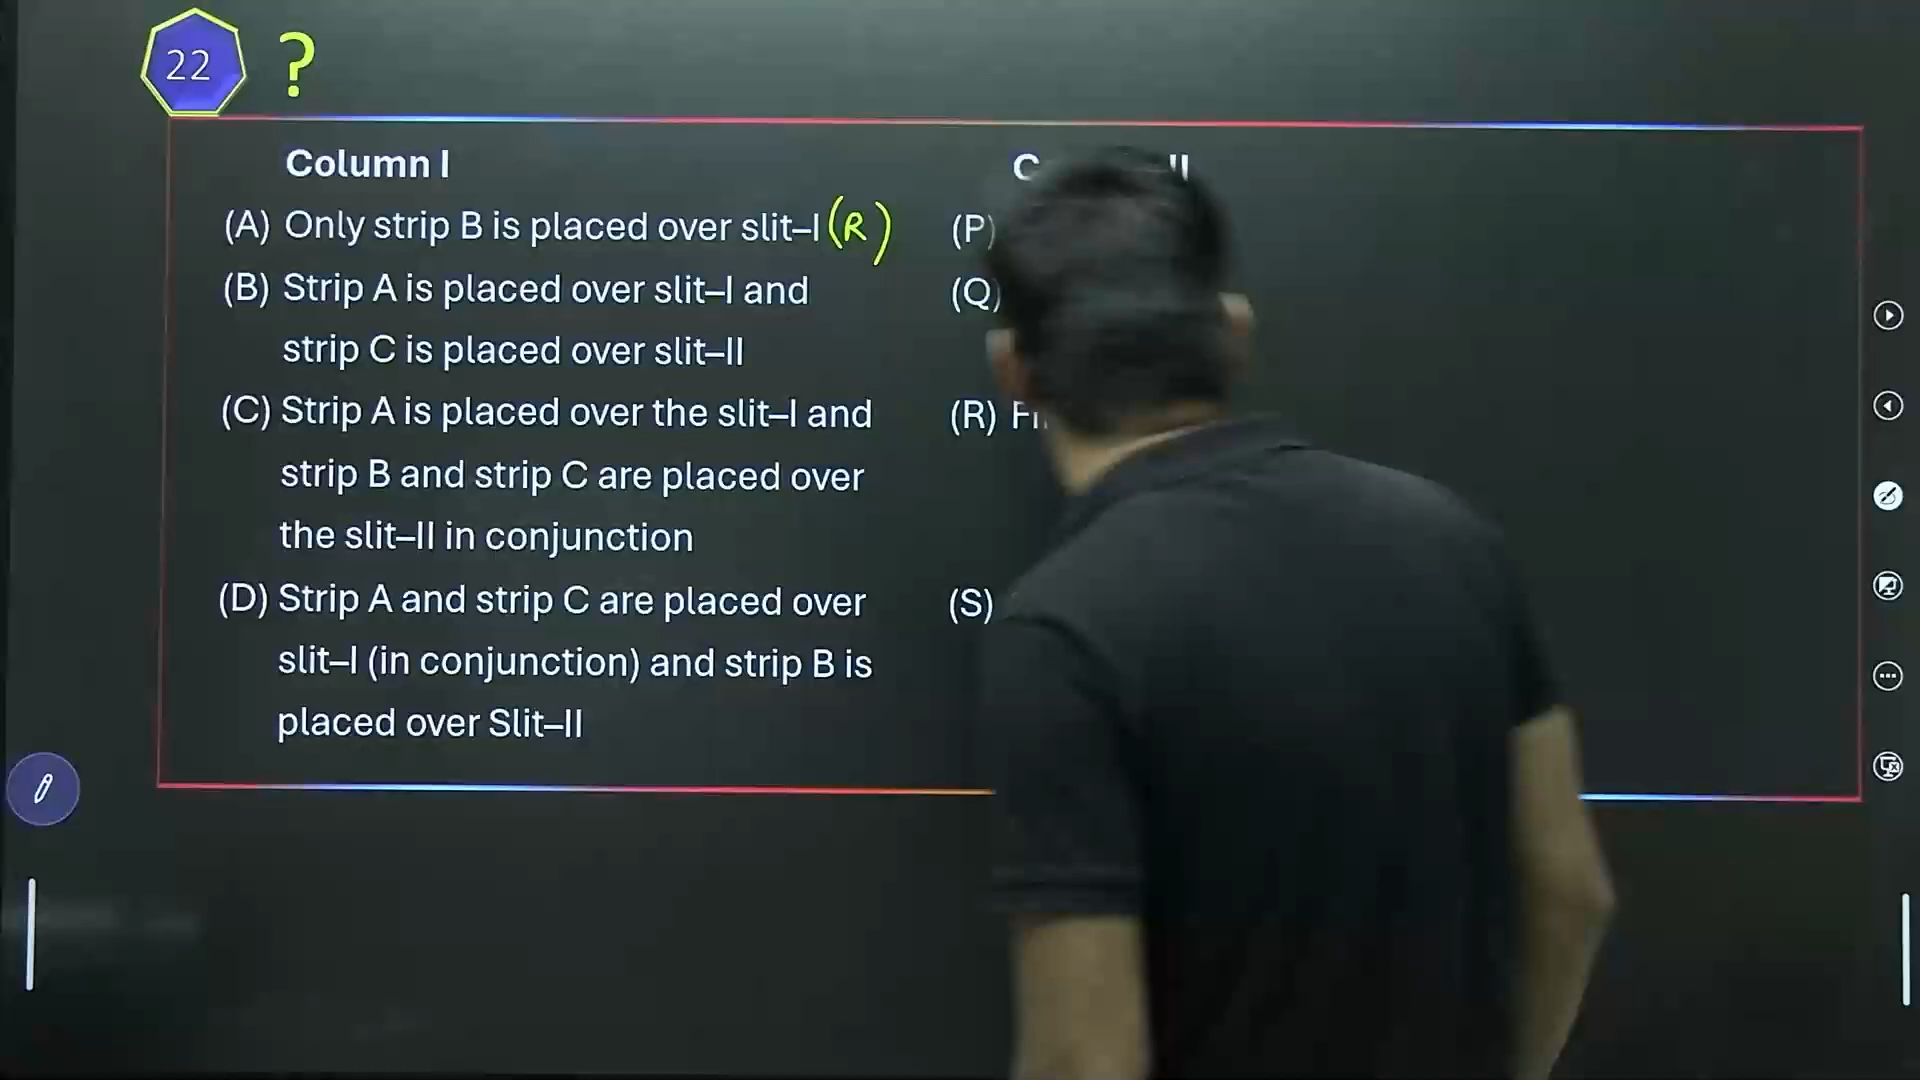 22 ?
Column I
(A) Only strip B is placed over slit–I (R) (P)
(B) Strip A is placed over slit–I and (Q)
strip C is placed over slit–II
(C) Strip A is placed over the slit–I and (R)
strip B and strip C are placed over
the slit–II in conjunction
(D) Strip A and strip C are placed over (S)
slit–I (in conjunction) and strip B is
placed over Slit–II